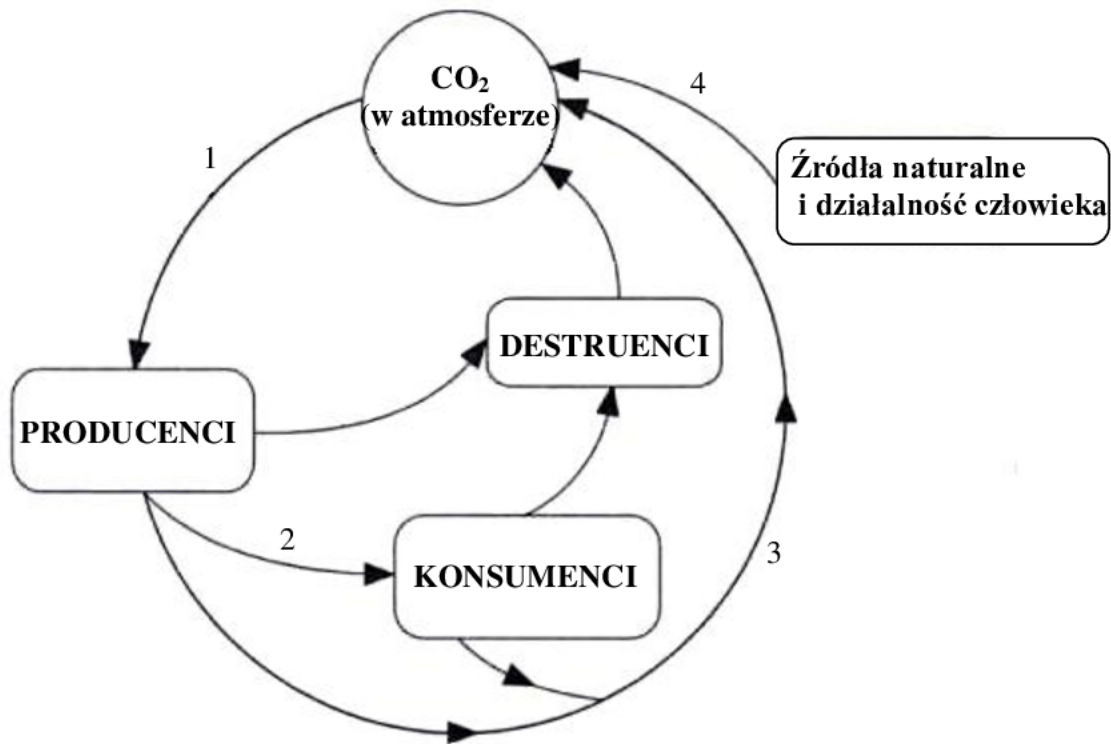 CO₂
(w atmosferze)
4
1
Źródła naturalne
i działalność człowieka
DESTRUENCI
PRODUCENCI
2
3
KONSUMENCI